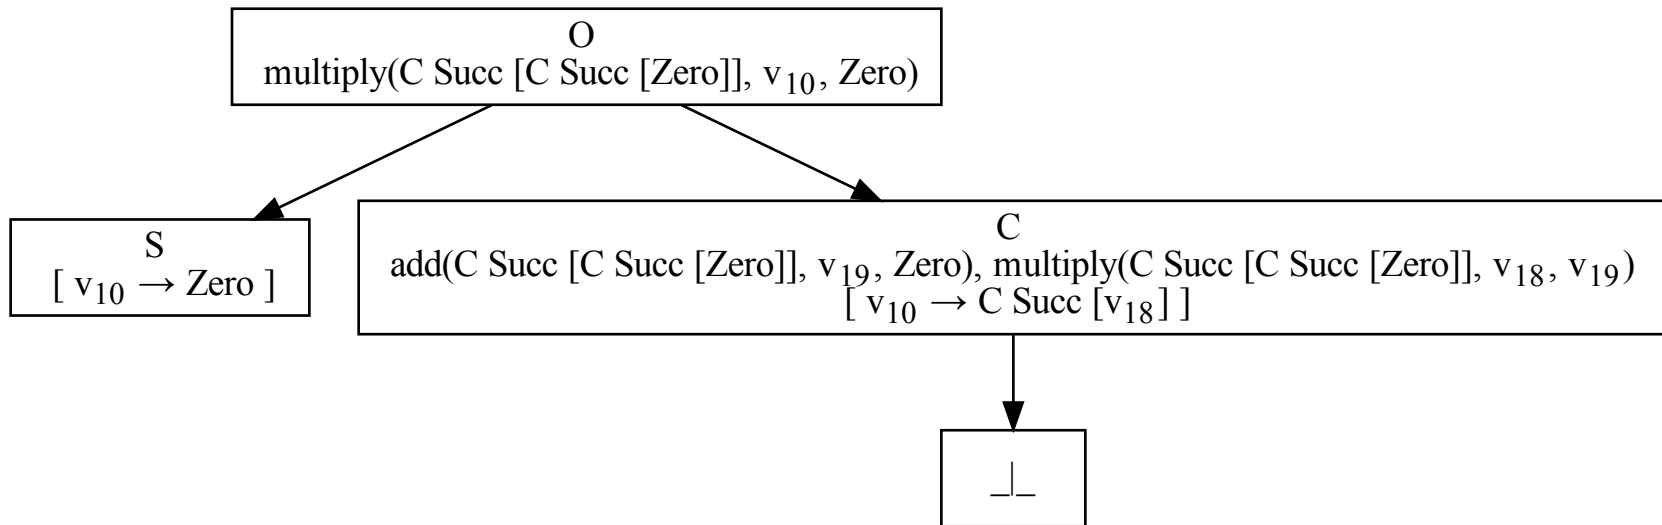 O
multiply(C Succ [C Succ [Zero]], v₁₀, Zero)
S
[ v₁₀ → Zero ]
C
add(C Succ [C Succ [Zero]], v₁₉, Zero), multiply(C Succ [C Succ [Zero]], v₁₈, v₁₉)
[ v₁₀ → C Succ [v₁₈] ]
_|_